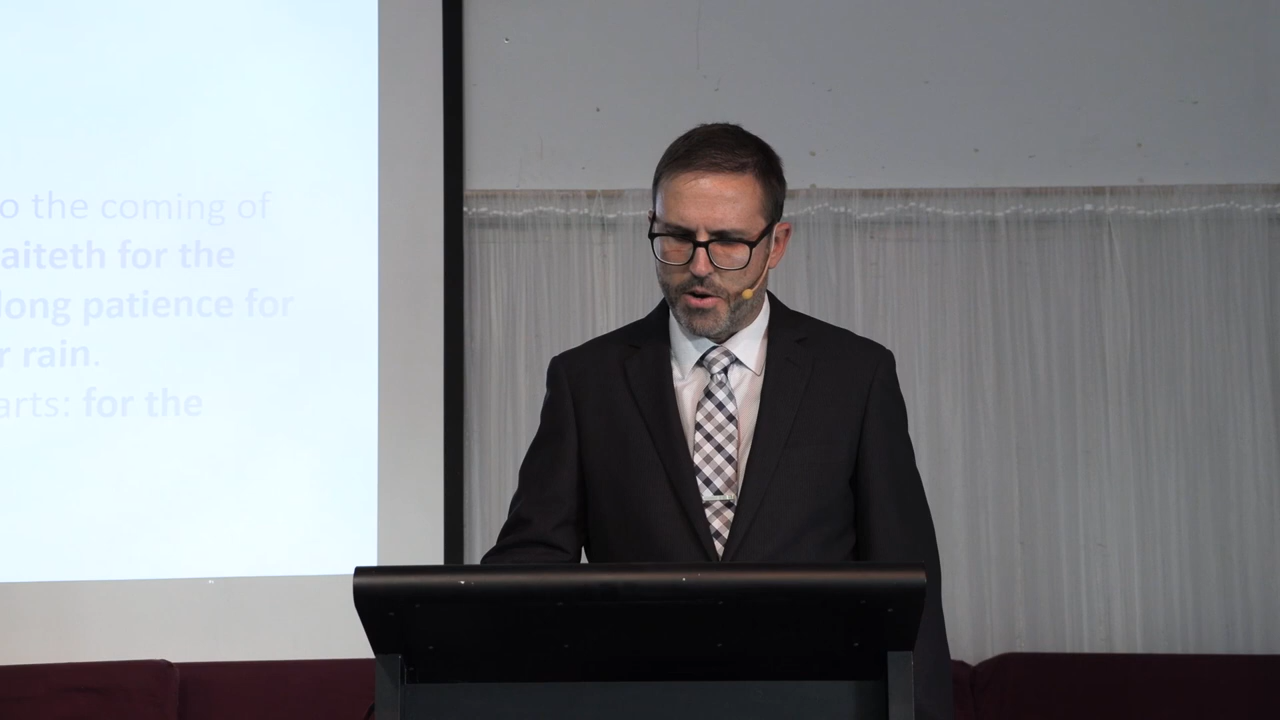 o the coming of
aiteth for the
long patience for
r rain.
arts: for the